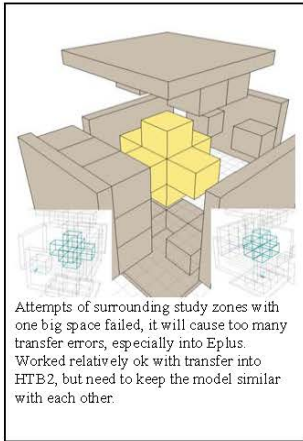 Attempts of surrounding study zones with
one big space failed, it will cause too many
transfer errors, especially into Eplus.
Worked relatively ok with transfer into
HTB2, but need to keep the model similar
with each other.